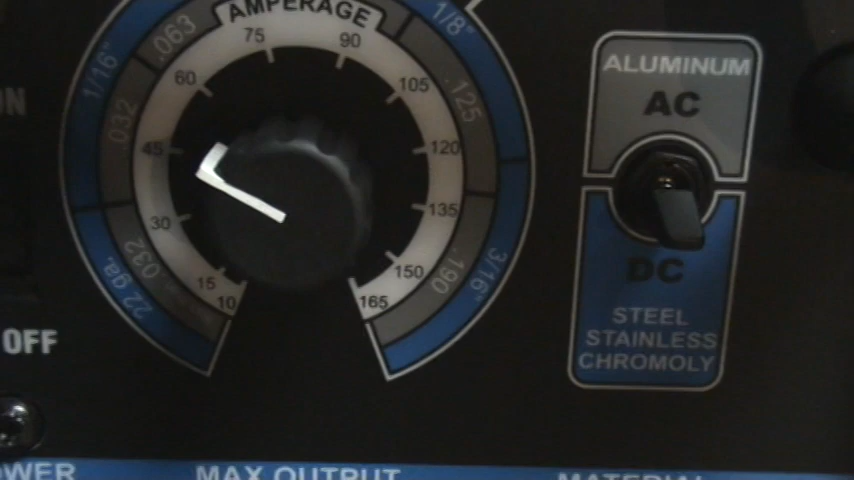 AMPERAGE
10
15
30
45
60
75
90
105
120
135
150
165
22 ga.
.032
1/16"
.032
.063
1/8"
.125
3/16"
.190
ALUMINUM
AC
DC
STEEL
STAINLESS
CHROMOLY
OFF
MAX OUTPUT
MATERIAL